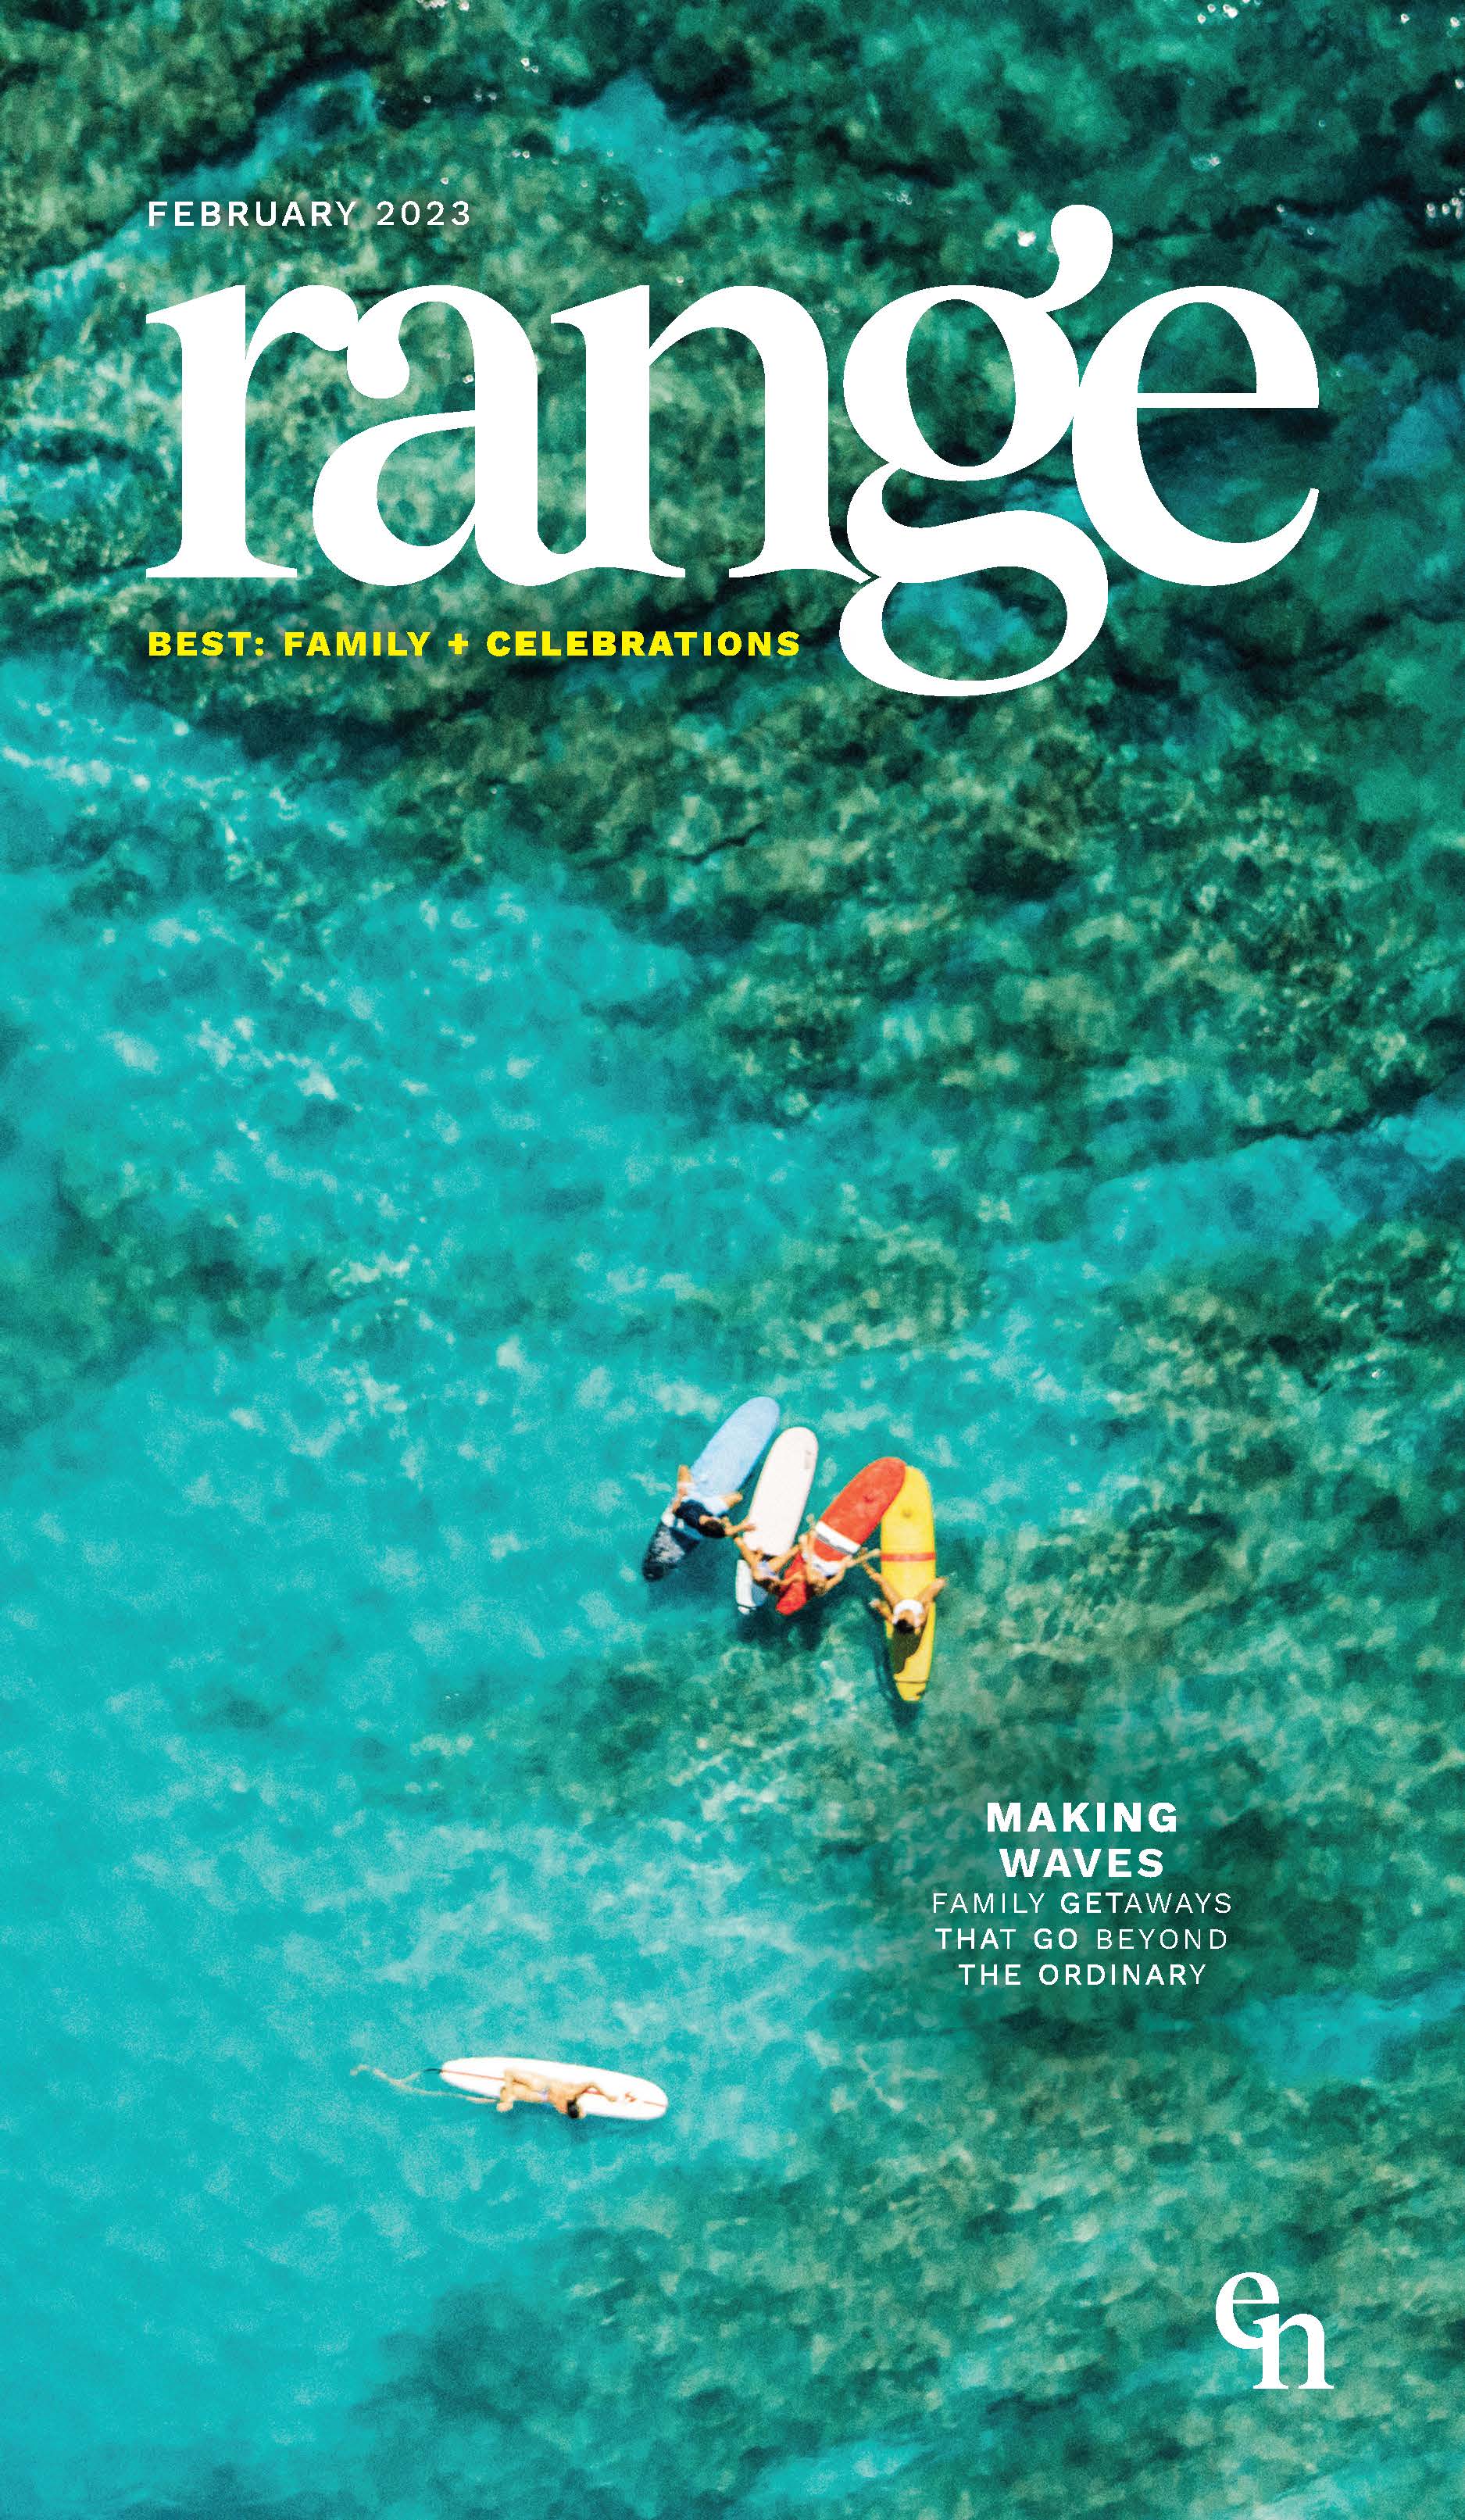 FEBRUARY 2023
range
BEST: FAMILY + CELEBRATIONS
MAKING
WAVES
FAMILY GETAWAYS
THAT GO BEYOND
THE ORDINARY
en